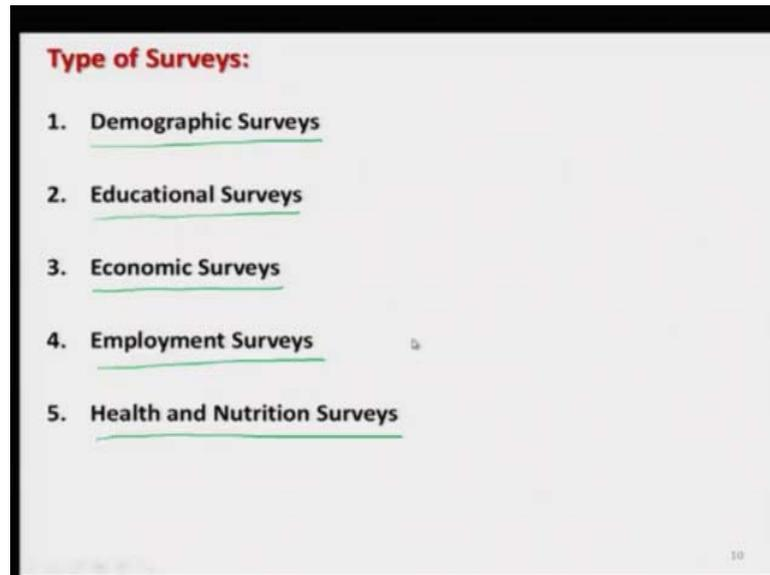 Type of Surveys:
1. Demographic Surveys
2. Educational Surveys
3. Economic Surveys
4. Employment Surveys
5. Health and Nutrition Surveys
10